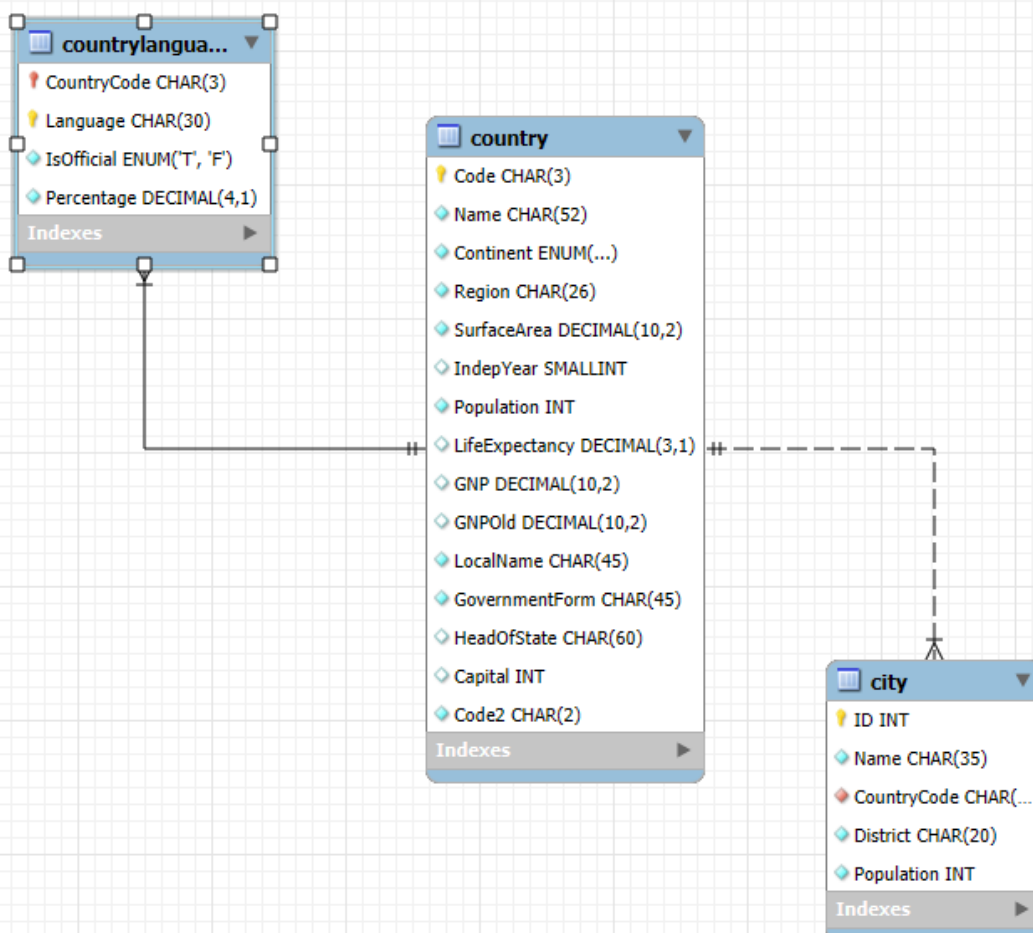 countrylangua...
CountryCode CHAR(3)
Language CHAR(30)
IsOfficial ENUM('T', 'F')
Percentage DECIMAL(4,1)
Indexes
country
Code CHAR(3)
Name CHAR(52)
Continent ENUM(...)
Region CHAR(26)
SurfaceArea DECIMAL(10,2)
IndepYear SMALLINT
Population INT
LifeExpectancy DECIMAL(3,1)
GNP DECIMAL(10,2)
GNPOld DECIMAL(10,2)
LocalName CHAR(45)
GovernmentForm CHAR(45)
HeadOfState CHAR(60)
Capital INT
Code2 CHAR(2)
Indexes
city
ID INT
Name CHAR(35)
CountryCode CHAR(...
District CHAR(20)
Population INT
Indexes